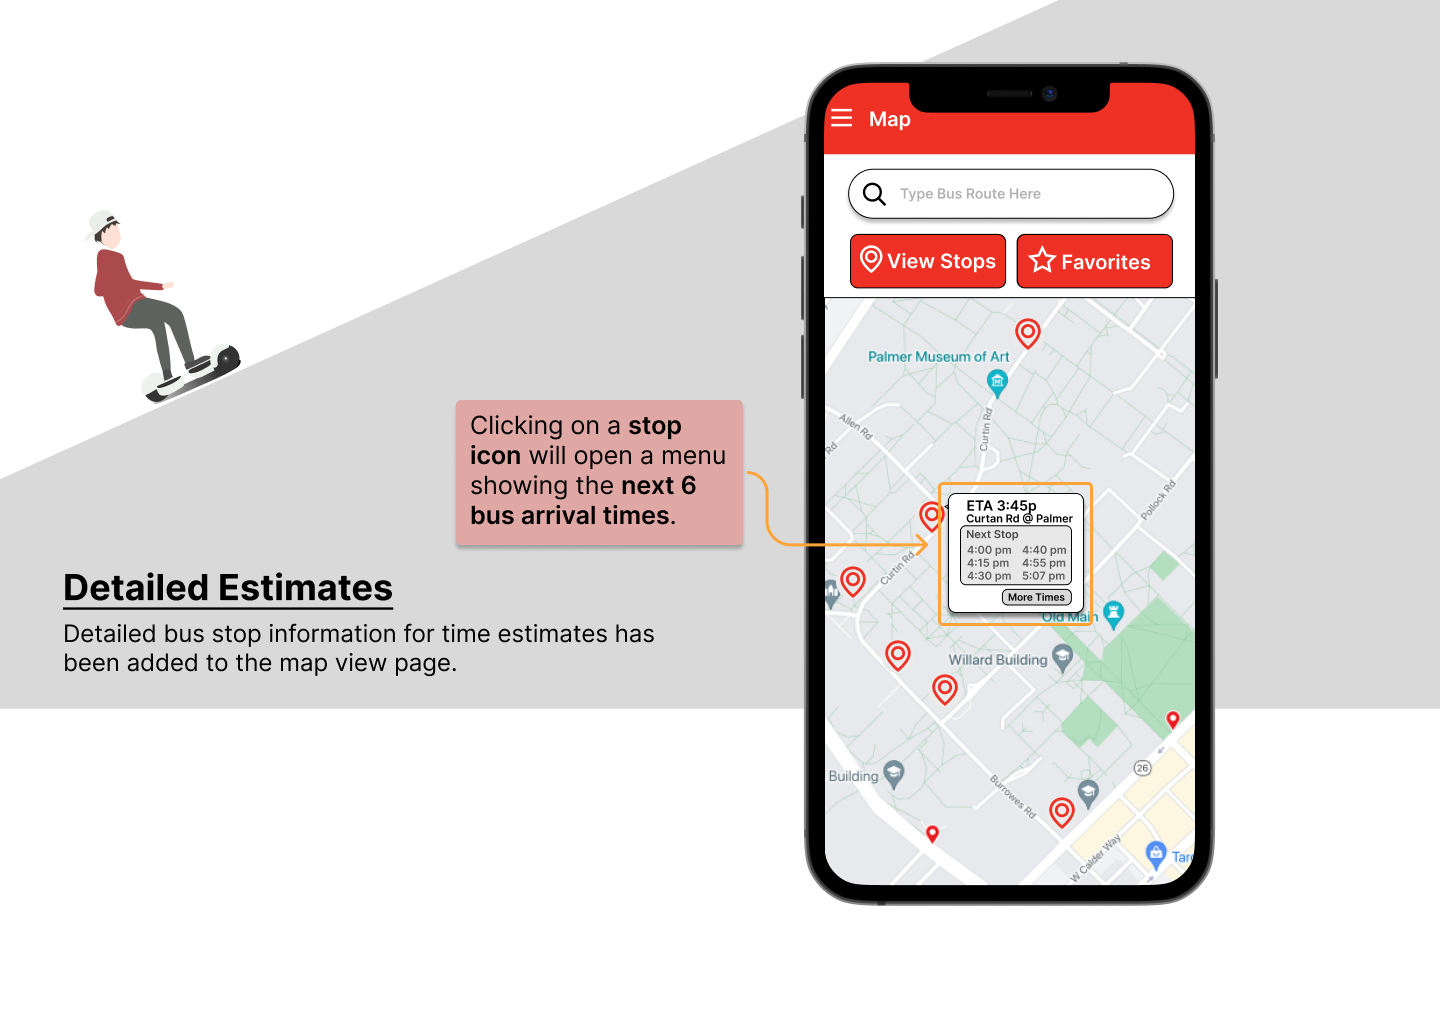 Map
Type Bus Route Here
View Stops
Favorites
Palmer Museum of Art
Allen Rd
Curtin Rd
Rd
Pollock Rd
Clicking on a stop
icon will open a menu
showing the next 6
bus arrival times.
ETA 3:45p
Curtan Rd @ Palmer
Next Stop
4:00 pm 4:40 pm
4:15 pm 4:55 pm
4:30 pm 5:07 pm
More Times
Curtin Rd
Old Main
Detailed Estimates
Detailed bus stop information for time estimates has
been added to the map view page.
Willard Building
Building
26
Burrowes Rd
W Calder Way
Tar